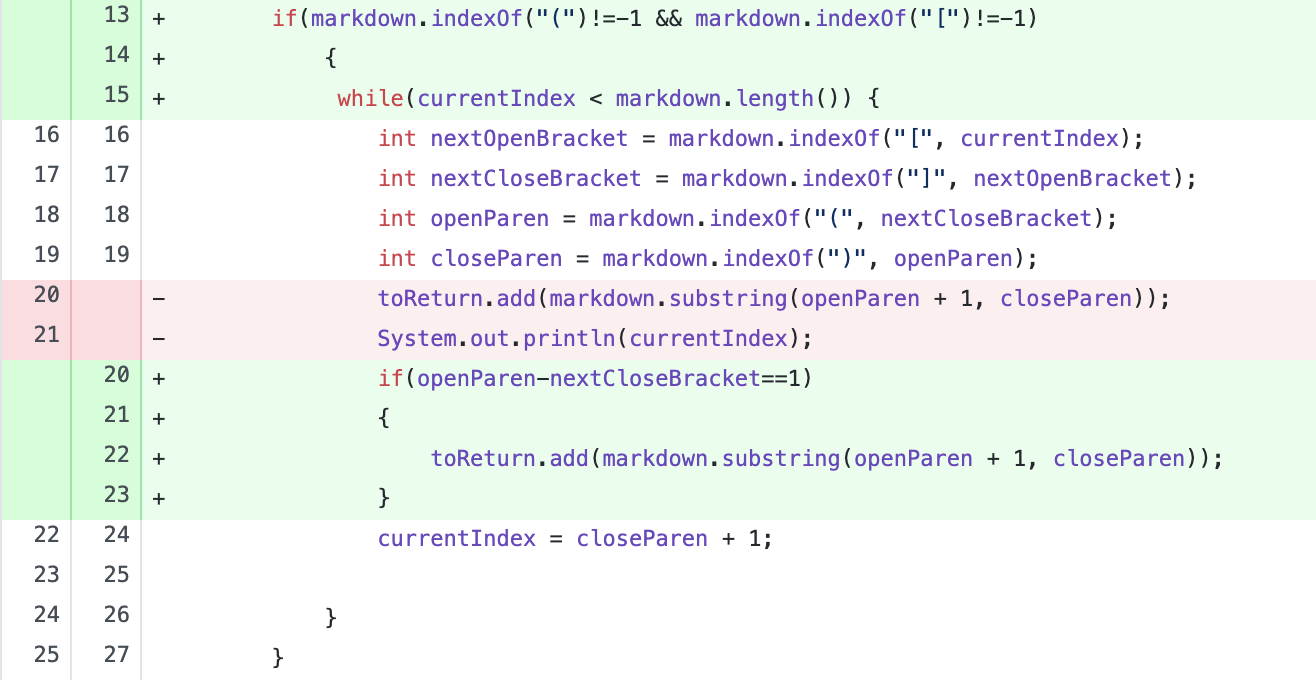 13 + if(markdown.indexOf("(")!=-1 && markdown.indexOf("[")!=-1)
14 + {
15 + while(currentIndex < markdown.length()) {
16 16 int nextOpenBracket = markdown.indexOf("[", currentIndex);
17 17 int nextCloseBracket = markdown.indexOf("]", nextOpenBracket);
18 18 int openParen = markdown.indexOf("(", nextCloseBracket);
19 19 int closeParen = markdown.indexOf(")", openParen);
20 - toReturn.add(markdown.substring(openParen + 1, closeParen));
21 - System.out.println(currentIndex);
20 + if(openParen-nextCloseBracket==1)
21 + {
22 + toReturn.add(markdown.substring(openParen + 1, closeParen));
23 + }
22 24 currentIndex = closeParen + 1;
23 25
24 26 }
25 27 }